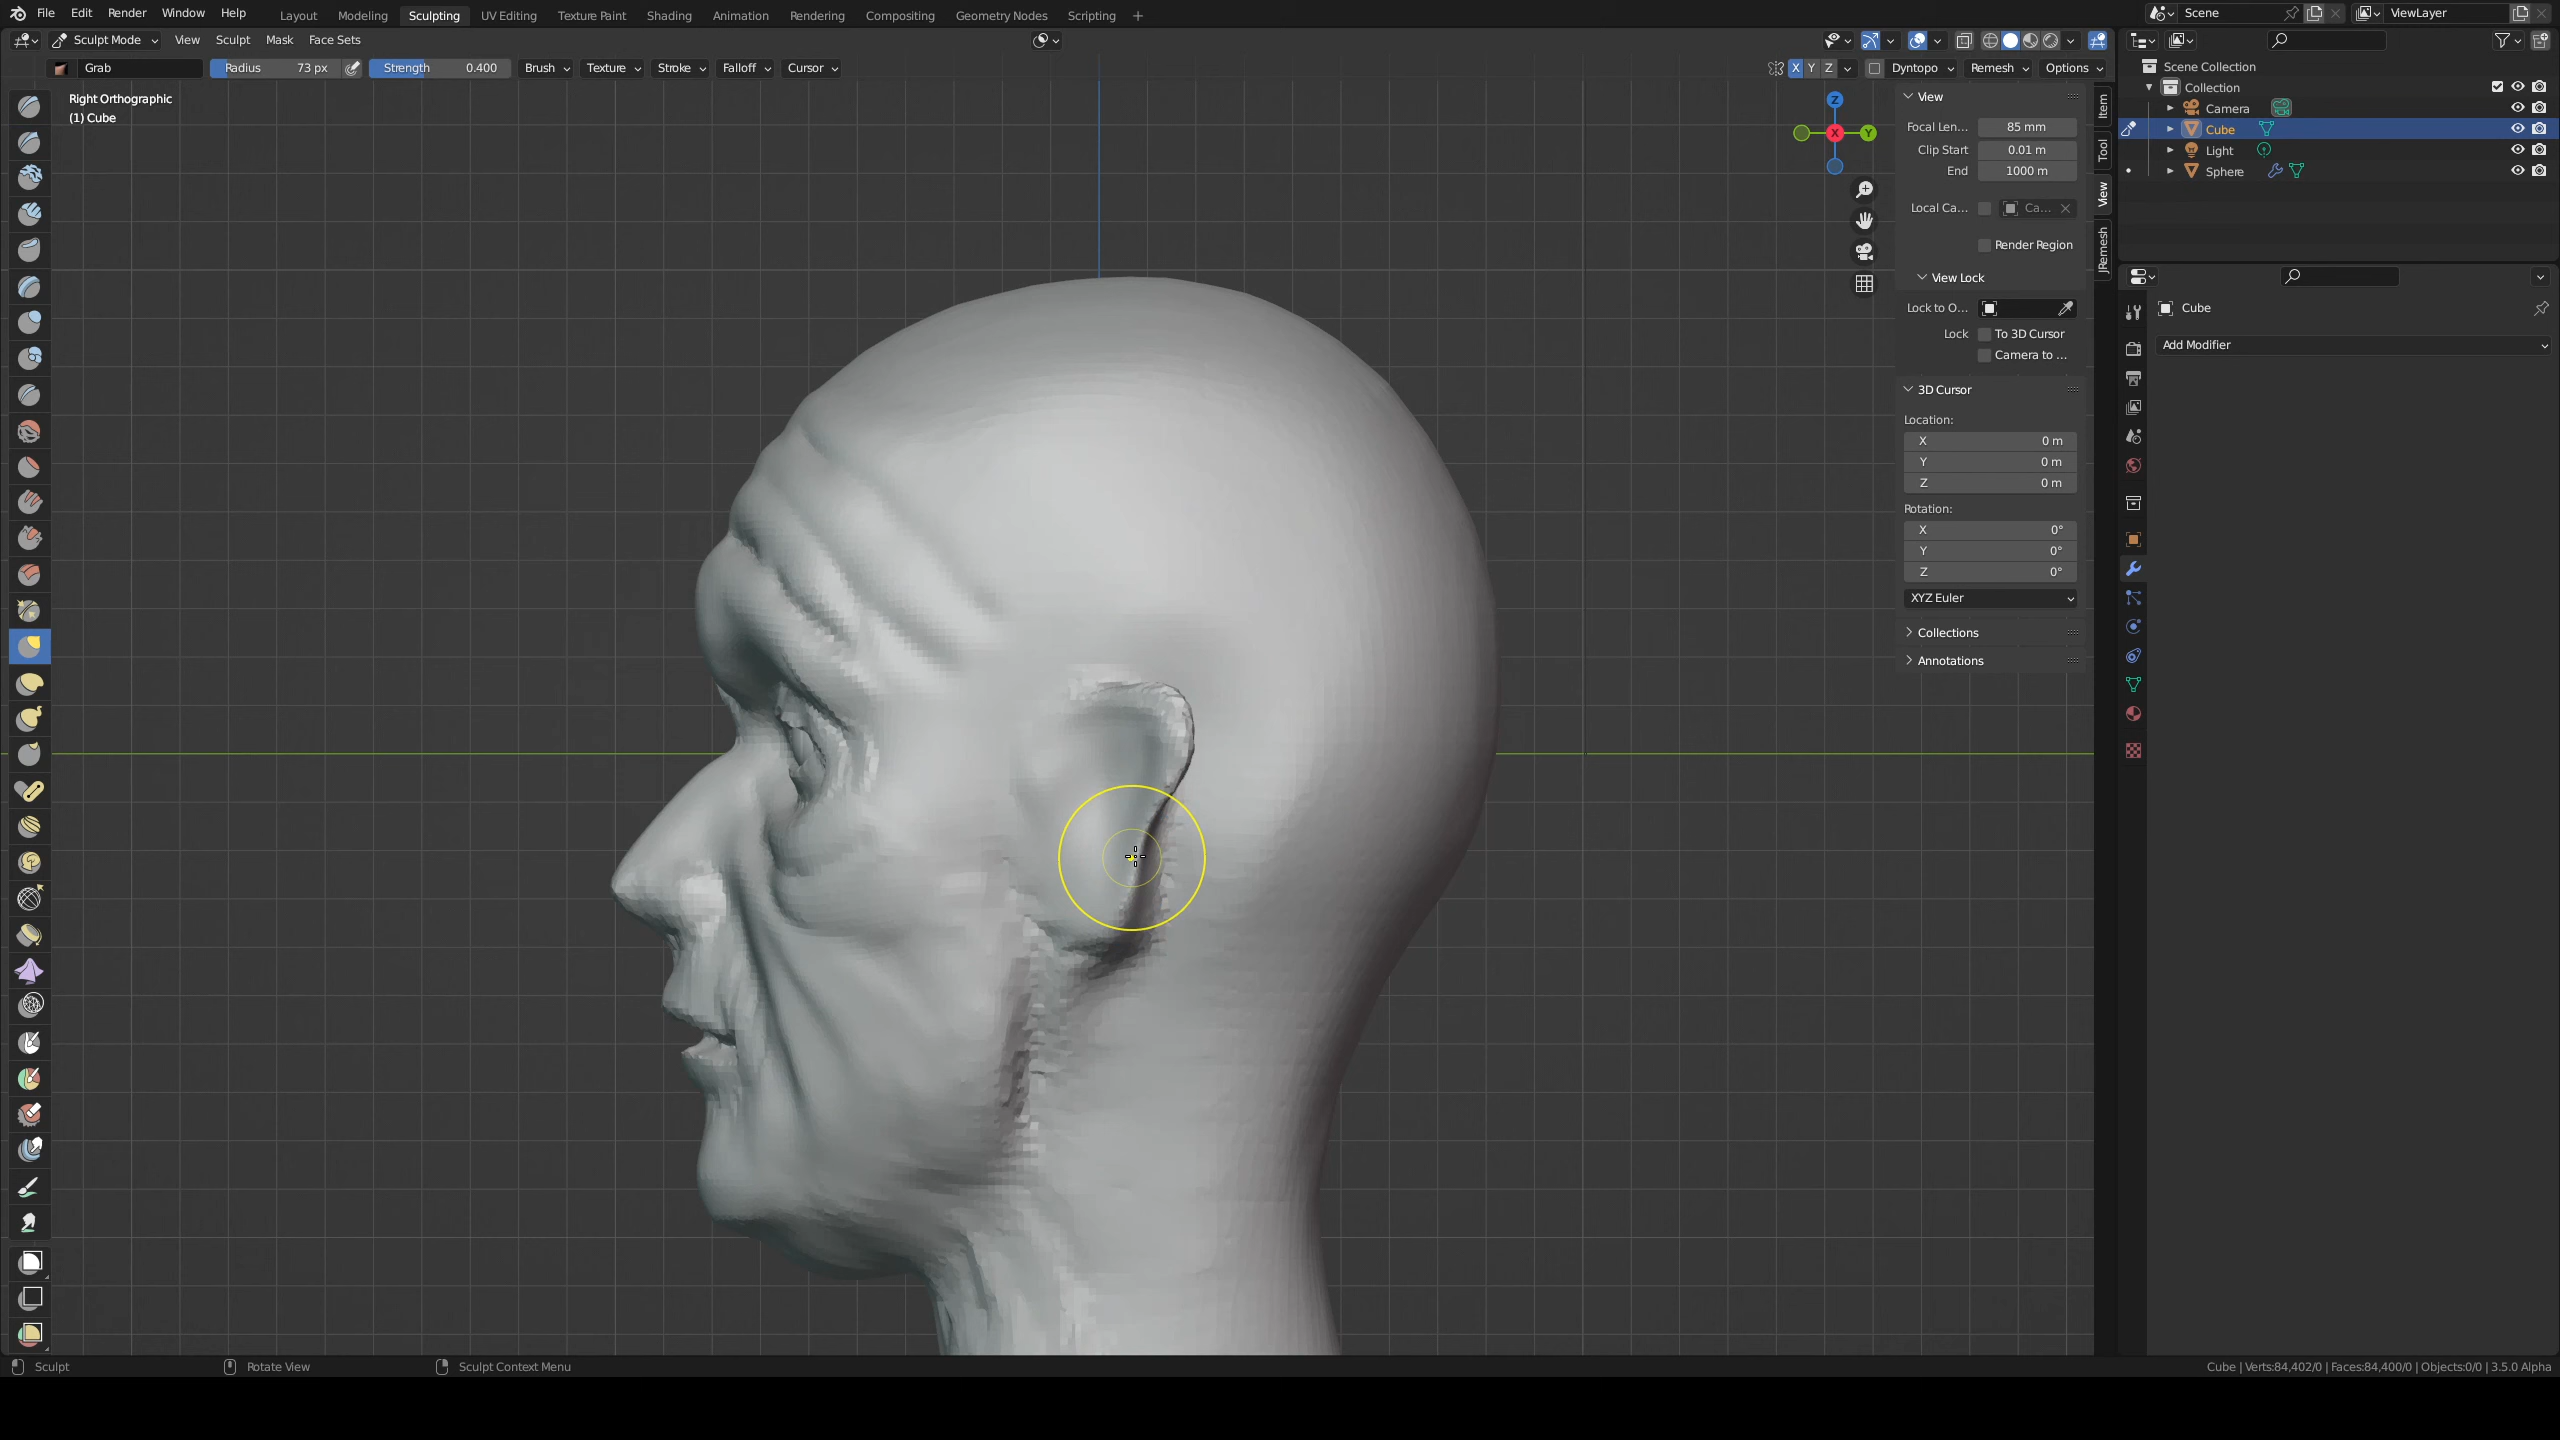 File Edit Render Window Help Layout Modeling Sculpting UV Editing Texture Paint Shading Animation Rendering Compositing Geometry Nodes Scripting + Scene ViewLayer
Sculpt Mode View Sculpt Mask Face Sets
Grab Radius 73 px Strength 0.400 Brush Texture Stroke Falloff Cursor X Y Z Dyntopo Remesh Options
Right Orthographic
(1) Cube
Z
Y
X
View
Focal Len... 85 mm
Clip Start 0.01 m
End 1000 m
Local Ca... Ca...
Render Region
View Lock
Lock to O...
Lock To 3D Cursor
Camera to ...
3D Cursor
Location:
X 0 m
Y 0 m
Z 0 m
Rotation:
X 0°
Y 0°
Z 0°
XYZ Euler
Collections
Annotations
Item
Tool
View
JRemesh
Scene Collection
Collection
Camera
Cube
Light
Sphere
Cube
Add Modifier
Sculpt Rotate View Sculpt Context Menu Cube | Verts:84,402/0 | Faces:84,400/0 | Objects:0/0 | 3.5.0 Alpha